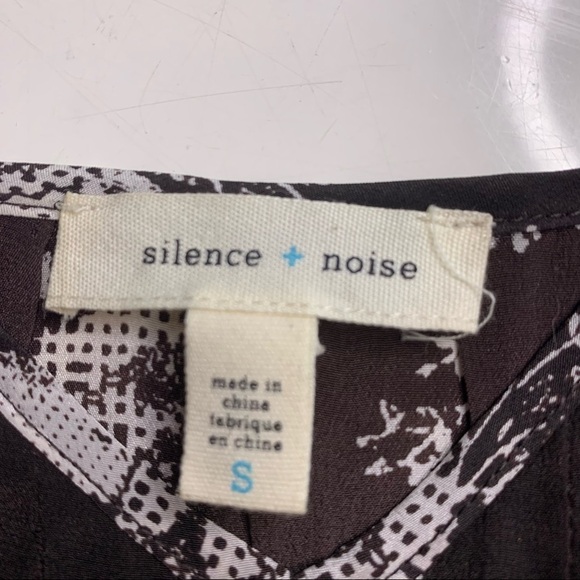 silence + noise
made in
china
fabrique
en chine
S